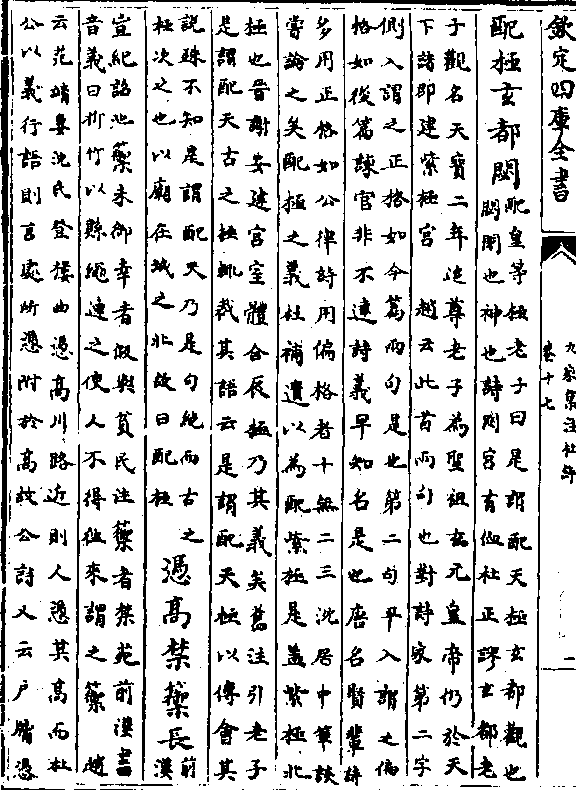 欽定四庫全書
九家集注杜詩
卷十七
二
配極玄都閟
配皇等極老子曰是謂配天極玄都觀也
閟閉也神也詩閟宮有侐杜正謬玄都老
子觀名天寶二年追尊老子為聖祖玄元皇帝仍於天
下諸郡建紫極宮 趙云此首兩句也對詩家第二字
側入謂之正格如今篇兩句是也第二句平入謂之偏
格如後篇諫官非不達詩義早知名是也唐名賢輩詩
多用正格如公律詩用偏格者十無二三沈居中筆談
嘗論之矣配極之義杜補遺以為配紫極是蓋紫極北
極也晉謝安建宮室體合辰極乃其義矣舊注引老子
是謂配天古之極哉其語云是謂配天極以傅會其
說殊不知是謂配天乃是句絕而古之
極次之也以廟在城之北故曰配極
憑高禁籞長
前漢
宣紀詔池籞未御幸者假與貧民注籞者禁苑前漢書
音義曰折竹以縣繩連之使人不得往來謂之籞 趙
云范靖妻沈氏登樓曲憑高川路近則人憑其高而杜
公以義行語則言處所憑附於高故公詩又云戶牖憑